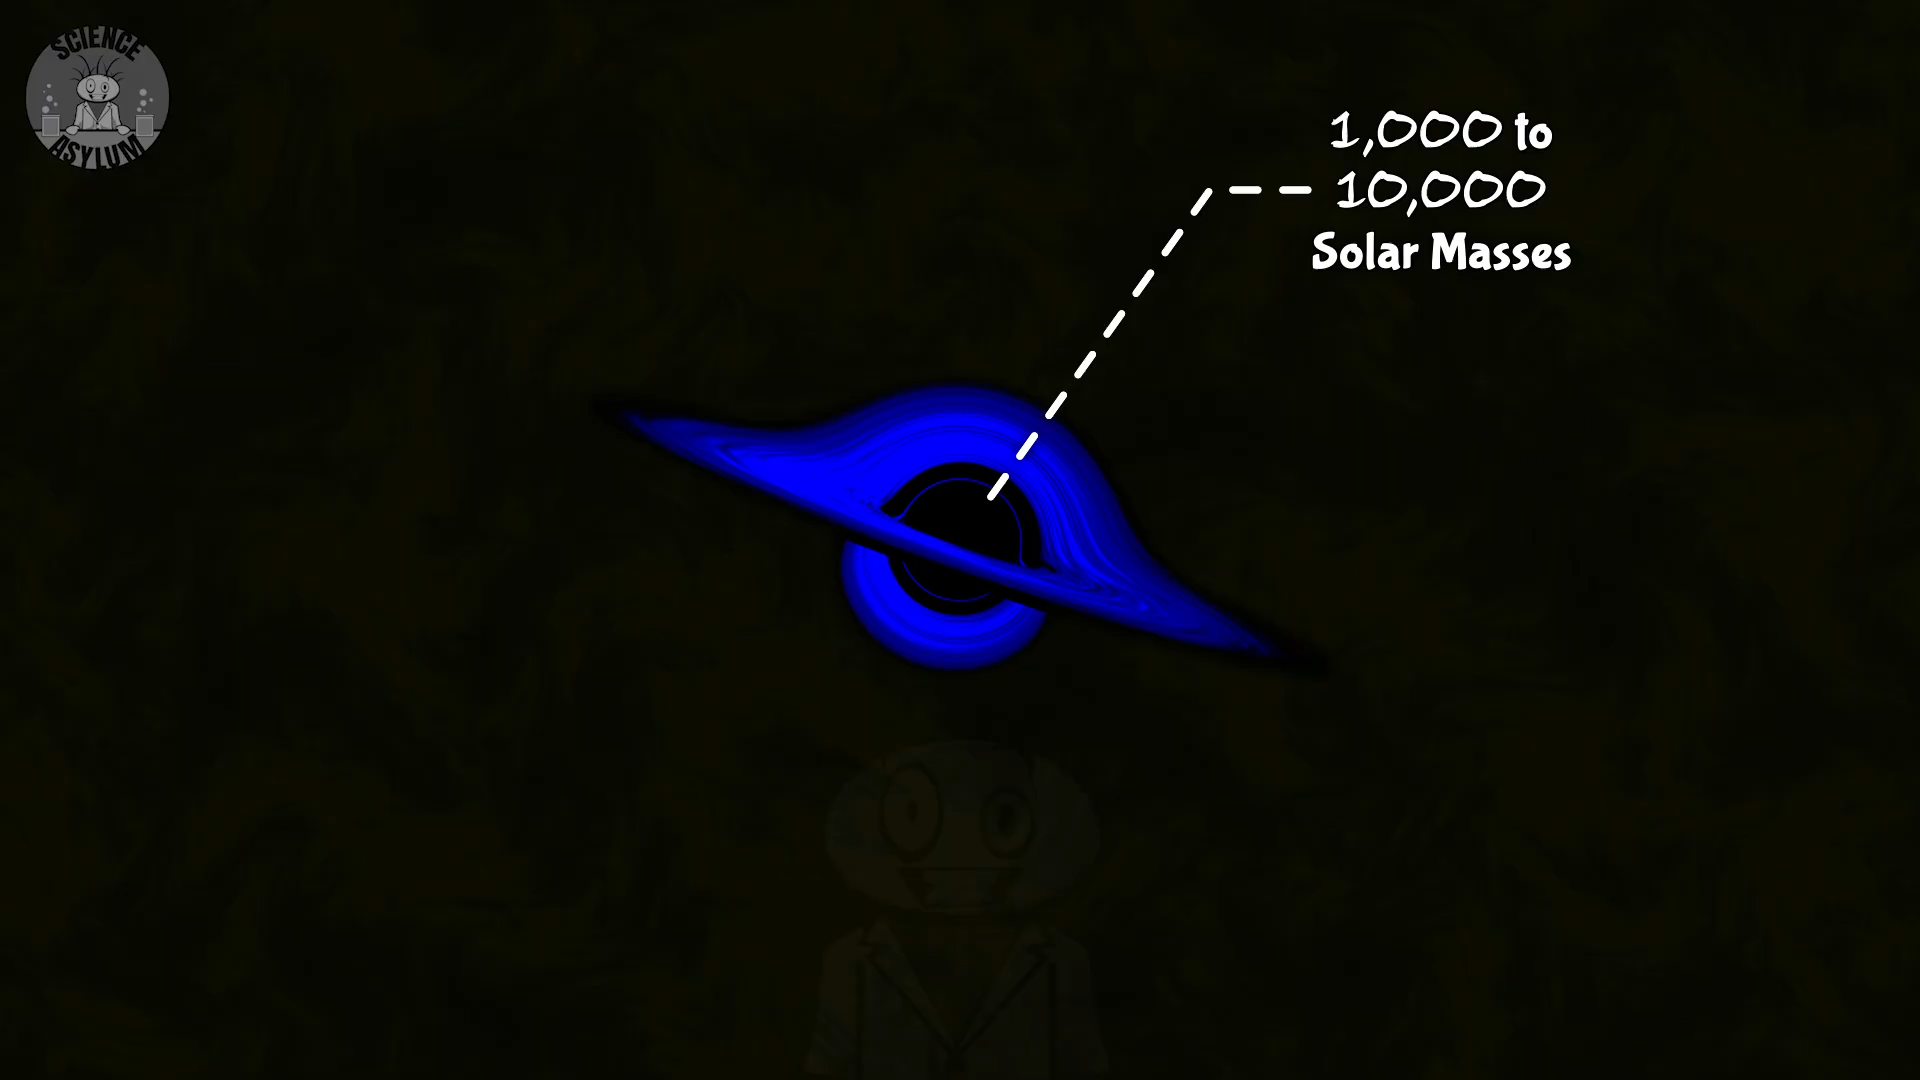 SCIENCE
ASYLUM
1,000 to
10,000
Solar Masses